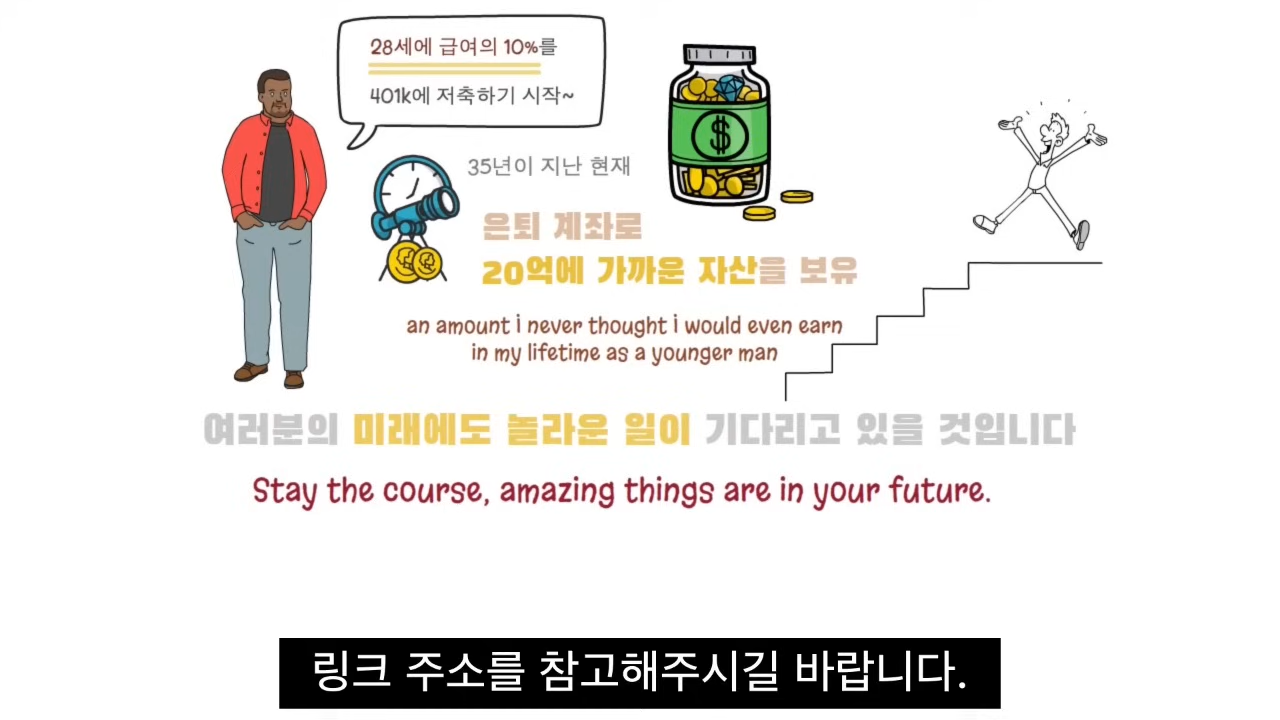 28세에 급여의 10%를
401k에 저축하기 시작~
35년이 지난 현재
은퇴 계좌로
20억에 가까운 자산을 보유
an amount i never thought i would even earn
in my lifetime as a younger man
여러분의 미래에도 놀라운 일이 기다리고 있을 것입니다
Stay the course, amazing things are in your future.
링크 주소를 참고해주시길 바랍니다.